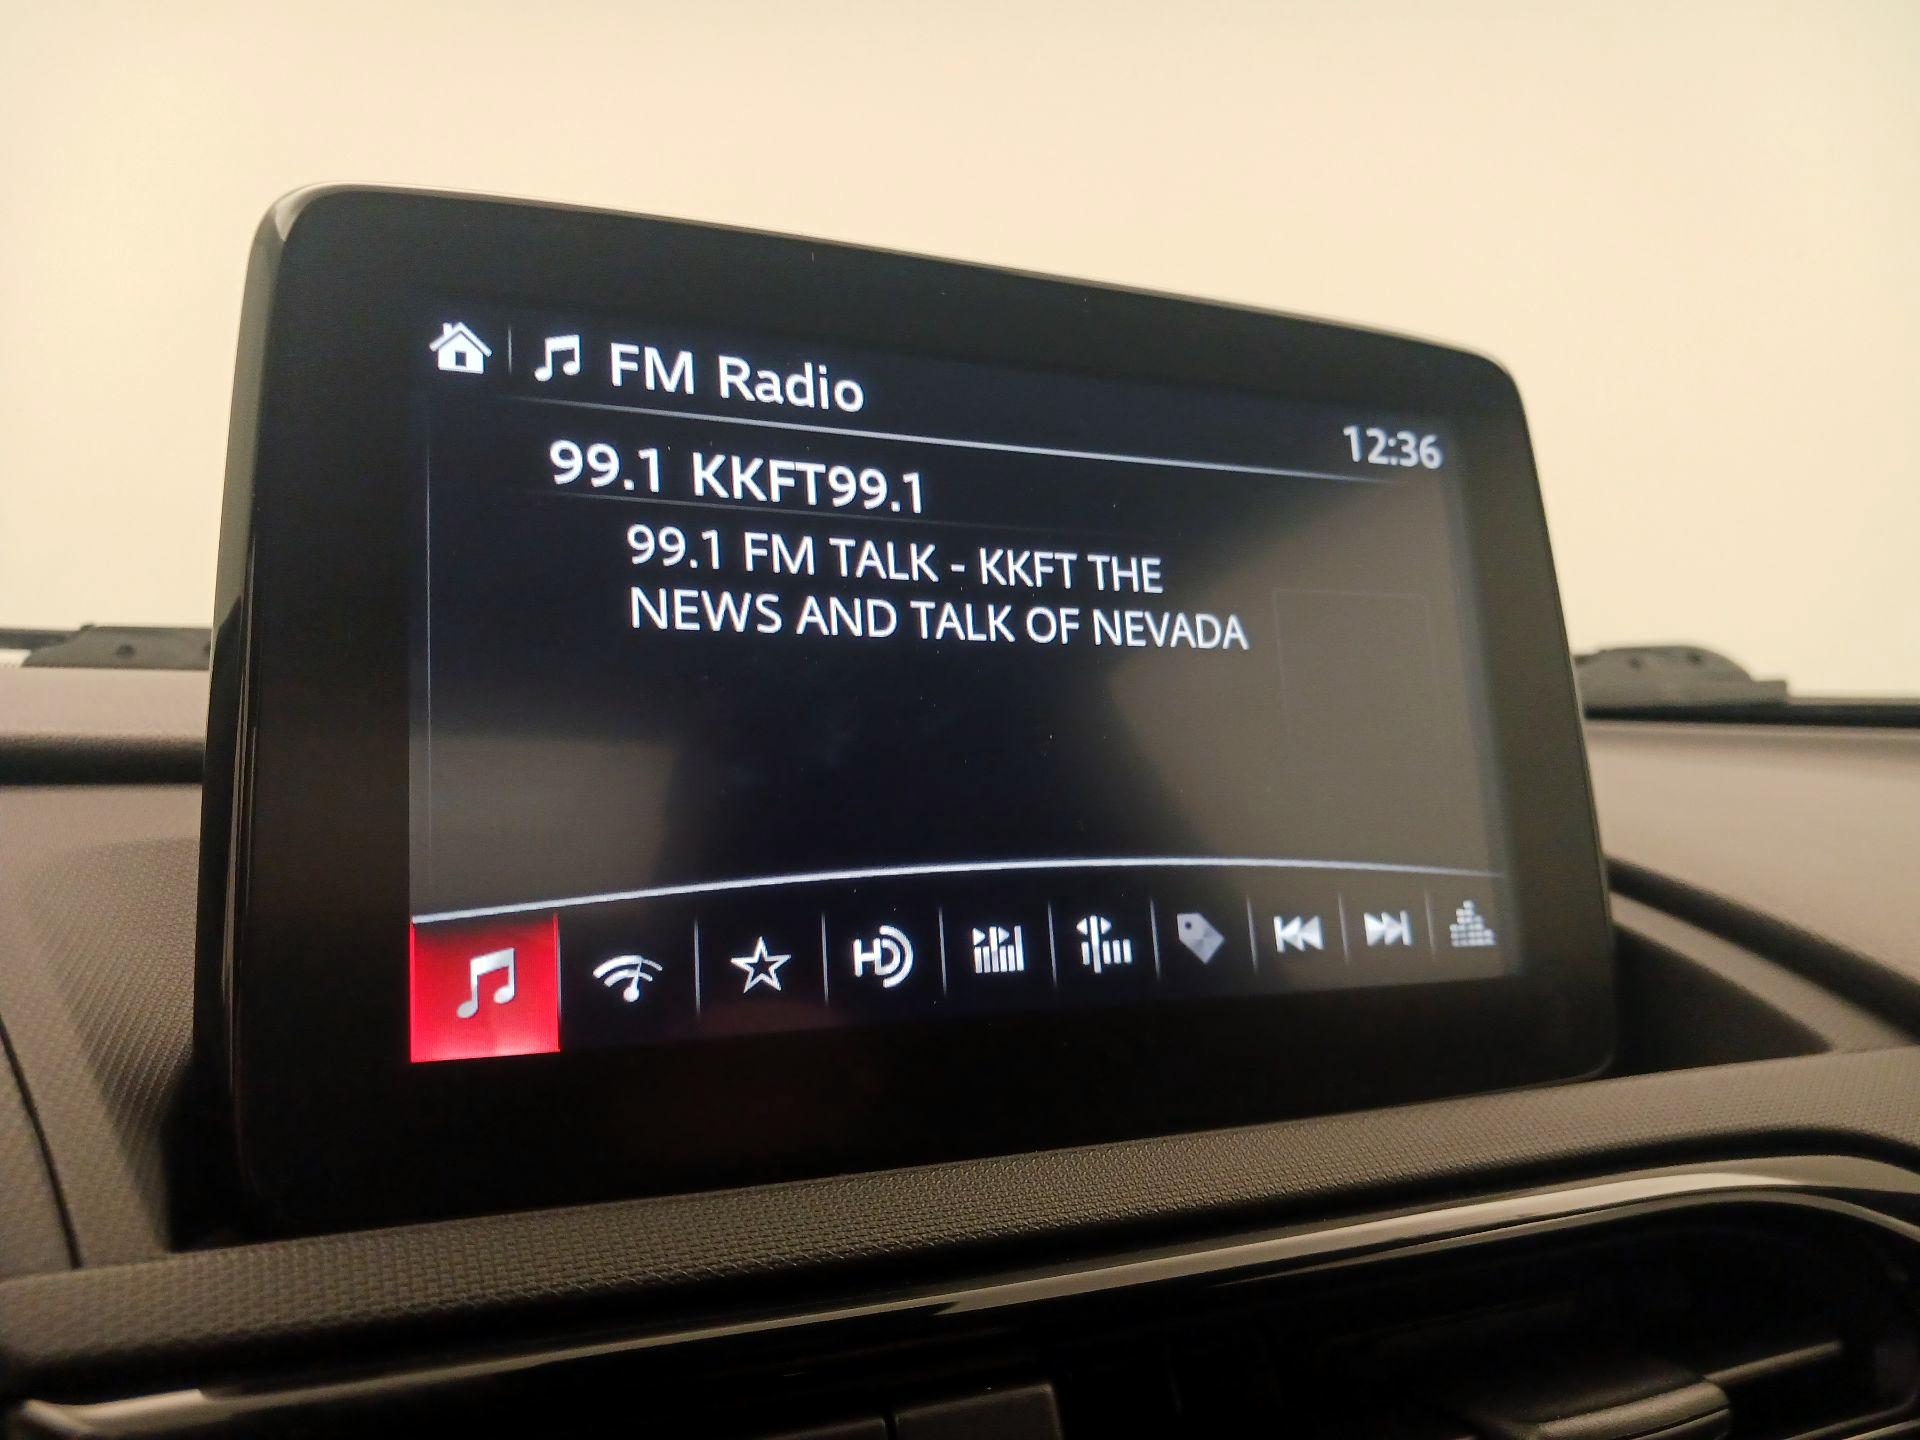 FM Radio
12:36
99.1 KKFT99.1
99.1 FM TALK - KKFT THE
NEWS AND TALK OF NEVADA
HD